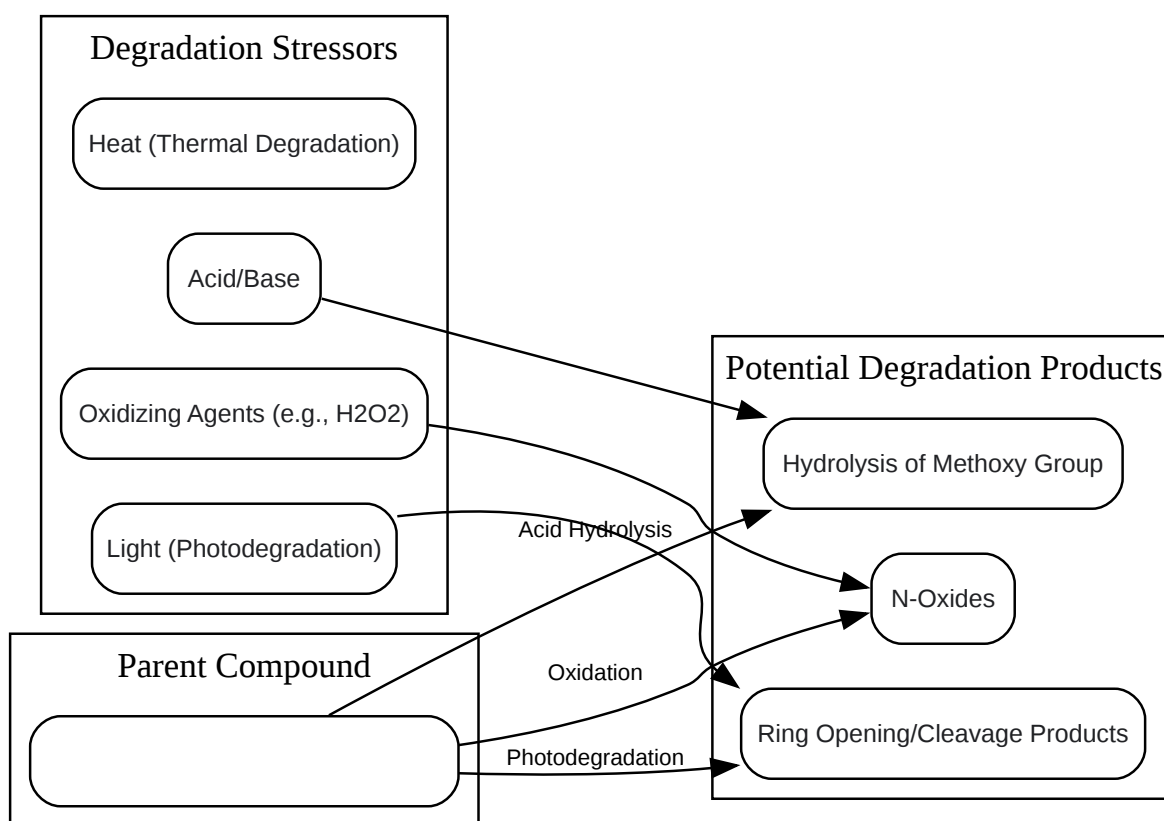 Degradation Stressors
Heat (Thermal Degradation)
Acid/Base
Oxidizing Agents (e.g., H2O2)
Light (Photodegradation)
Parent Compound
Acid Hydrolysis
Oxidation
Photodegradation
Potential Degradation Products
Hydrolysis of Methoxy Group
N-Oxides
Ring Opening/Cleavage Products